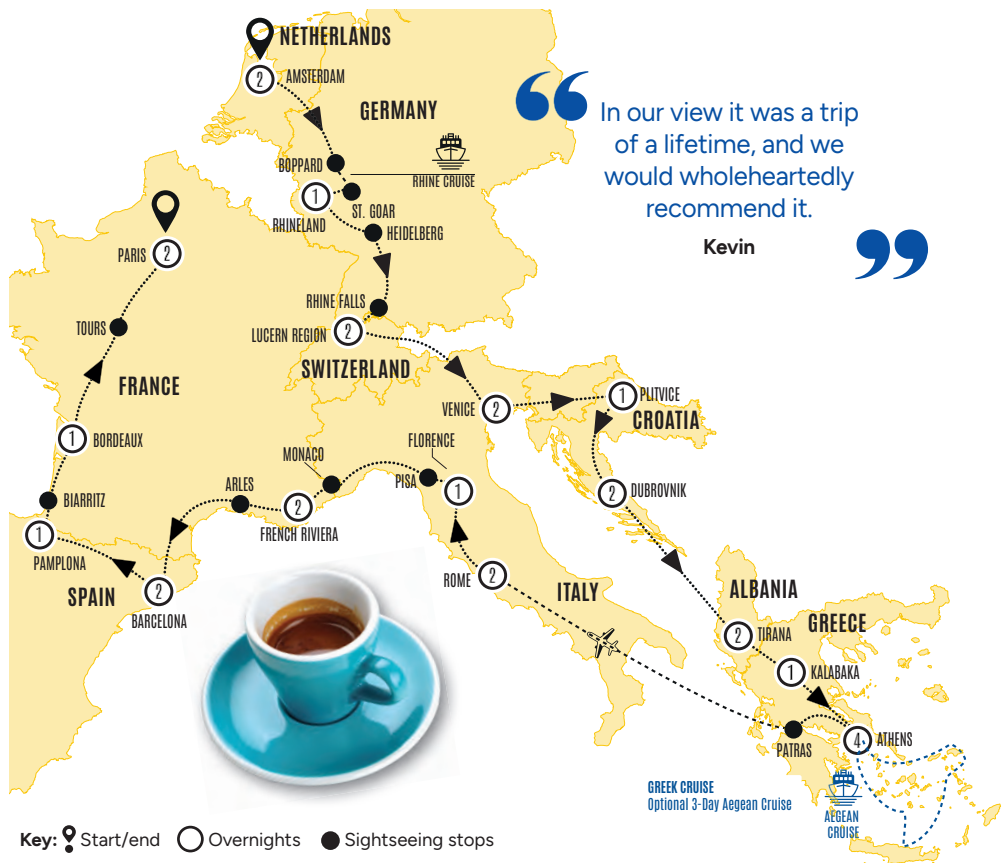 NETHERLANDS
2
AMSTERDAM
GERMANY
BOPPARD
RHINE CRUISE
1
ST. GOAR
RHINELAND
HEIDELBERG
“
In our view it was a trip
of a lifetime, and we
would wholeheartedly
recommend it.
Kevin
”
PARIS
2
TOURS
RHINE FALLS
LUCERN REGION
2
SWITZERLAND
FRANCE
VENICE
2
1
PLITVICE
CROATIA
1
BORDEAUX
FLORENCE
MONACO
PISA
1
ARLES
2
FRENCH RIVIERA
2
DUBROVNIK
BIARRITZ
1
PAMPLONA
SPAIN
2
BARCELONA
ROME
2
ITALY
ALBANIA
GREECE
2
TIRANA
1
KALABAKA
PATRAS
4
ATHENS
GREEK CRUISE
Optional 3-Day Aegean Cruise
AEGEAN
CRUISE
Key: Start/end Overnights Sightseeing stops